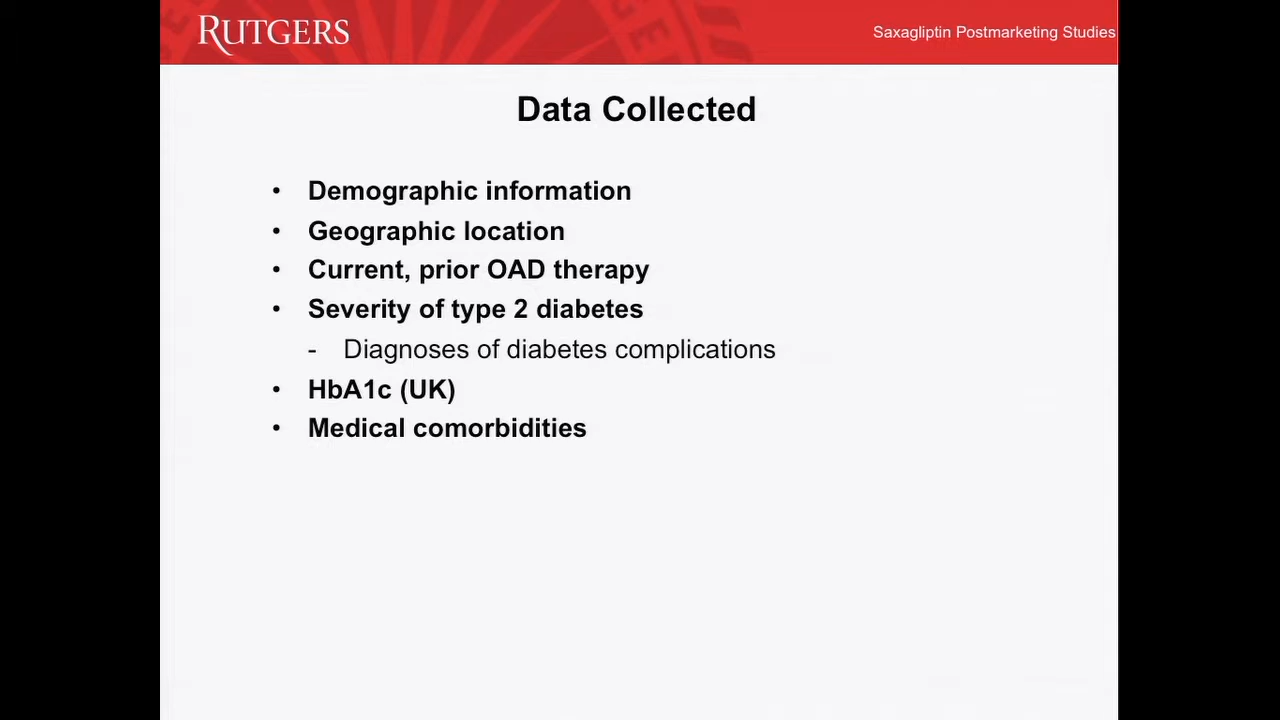 RUTGERS
Saxagliptin Postmarketing Studies
Data Collected
• Demographic information
• Geographic location
• Current, prior OAD therapy
• Severity of type 2 diabetes
- Diagnoses of diabetes complications
• HbA1c (UK)
• Medical comorbidities